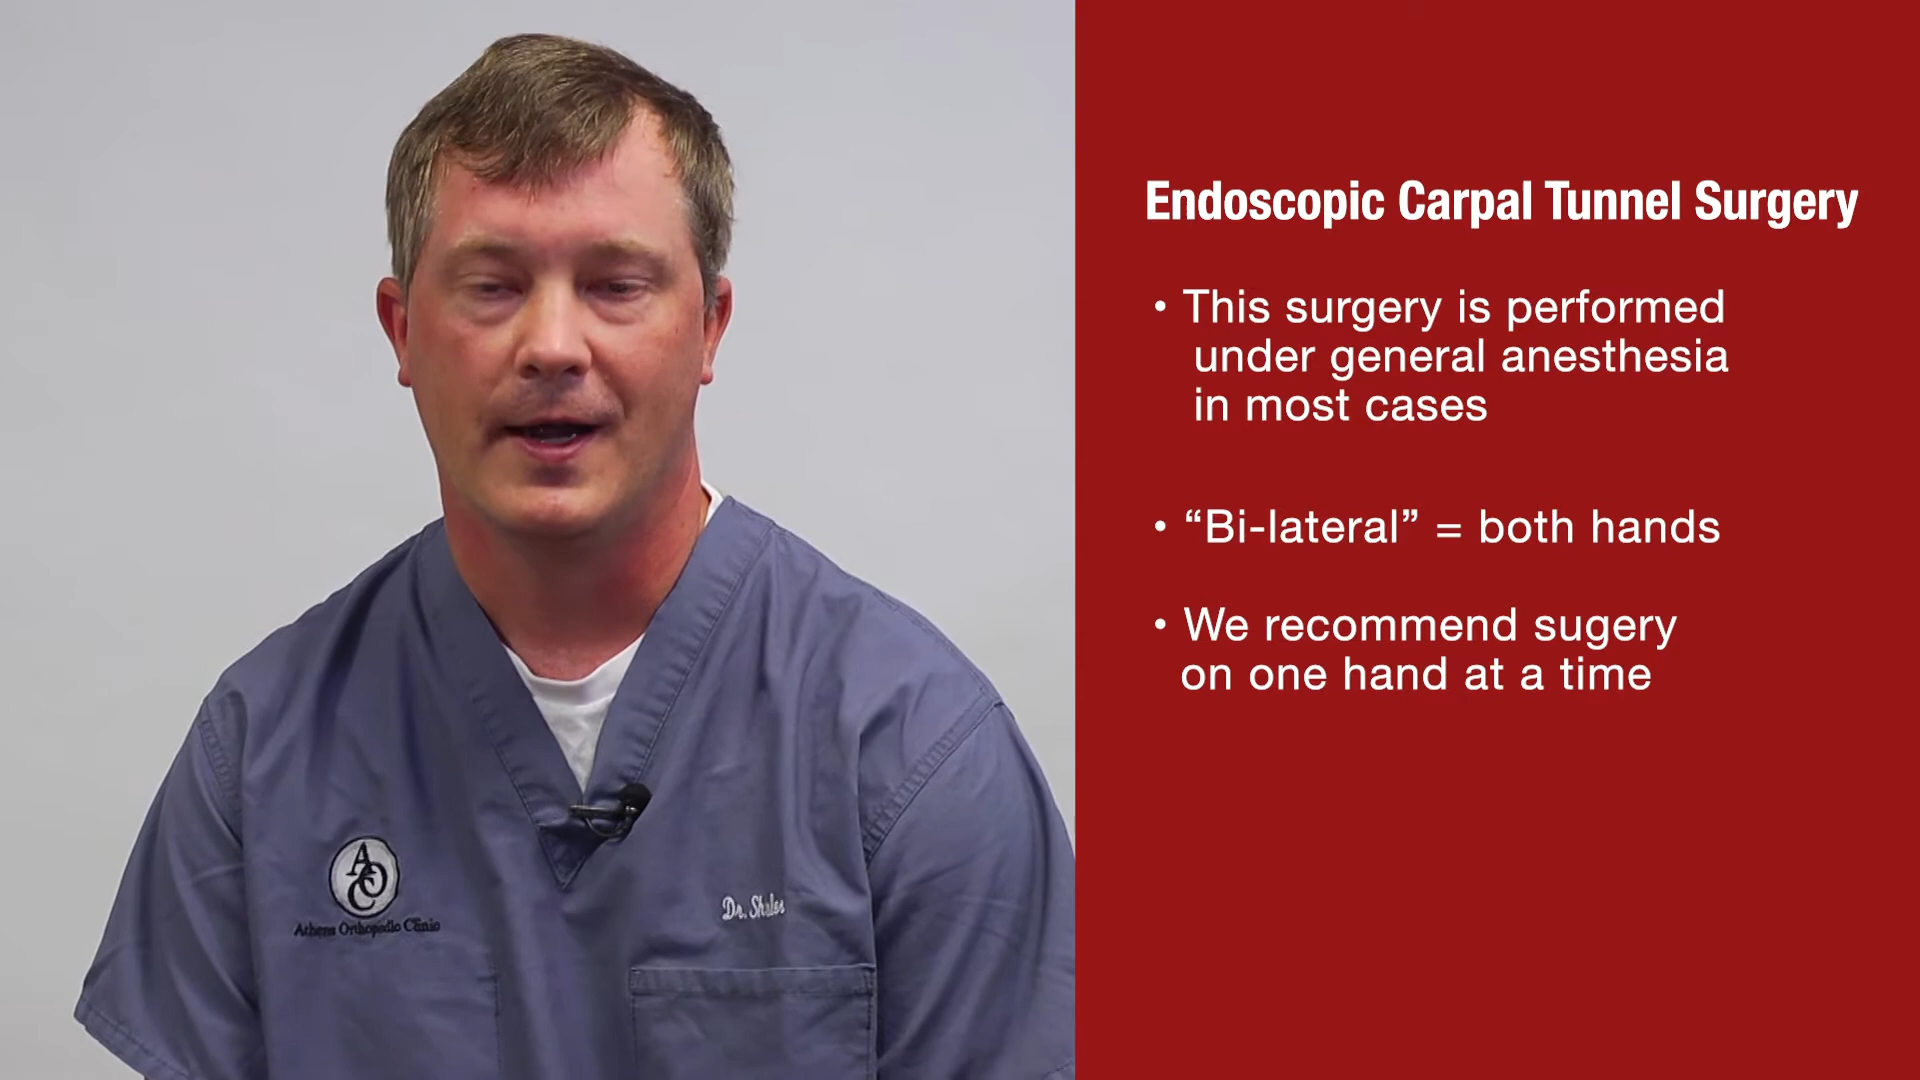 Endoscopic Carpal Tunnel Surgery
• This surgery is performed
under general anesthesia
in most cases
• “Bi-lateral” = both hands
• We recommend sugery
on one hand at a time
AOC
Athens Orthopedic Clinic
Dr.